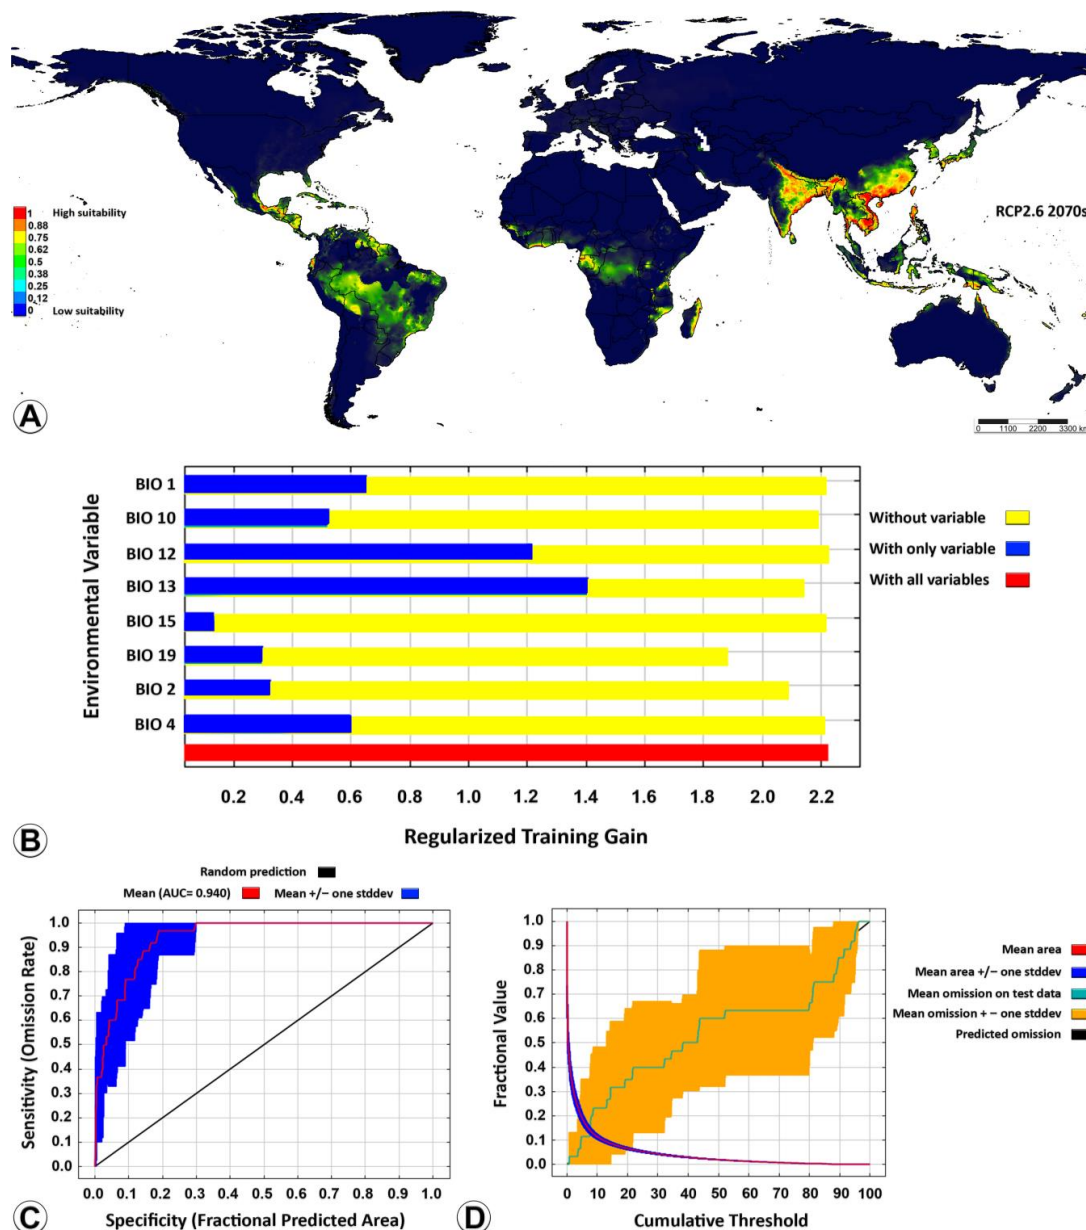 1 High suitability
0.88
0.75
0.62
0.5
0.38
0.12
0 Low suitability
RCP2.6 2070s
0 1100 2200 3300 km
A
Environmental Variable
BIO 1
BIO 10
BIO 12
BIO 13
BIO 15
BIO 19
BIO 2
BIO 4
Without variable
With only variable
With all variables
0.2 0.4 0.6 0.8 1.0 1.2 1.4 1.6 1.8 2.0 2.2
Regularized Training Gain
B
Random prediction
Mean (AUC= 0.940) Mean +/− one stddev
Sensitivity (Omission Rate)
1.0
0.9
0.8
0.7
0.6
0.5
0.4
0.3
0.2
0.1
0.0
0.0 0.1 0.2 0.3 0.4 0.5 0.6 0.7 0.8 0.9 1.0
Specificity (Fractional Predicted Area)
C
Fractional Value
1.0
0.9
0.8
0.7
0.6
0.5
0.4
0.3
0.2
0.1
0.0
0 10 20 30 40 50 60 70 80 90 100
Cumulative Threshold
Mean area
Mean area +/− one stddev
Mean omission on test data
Mean omission + − one stddev
Predicted omission
D